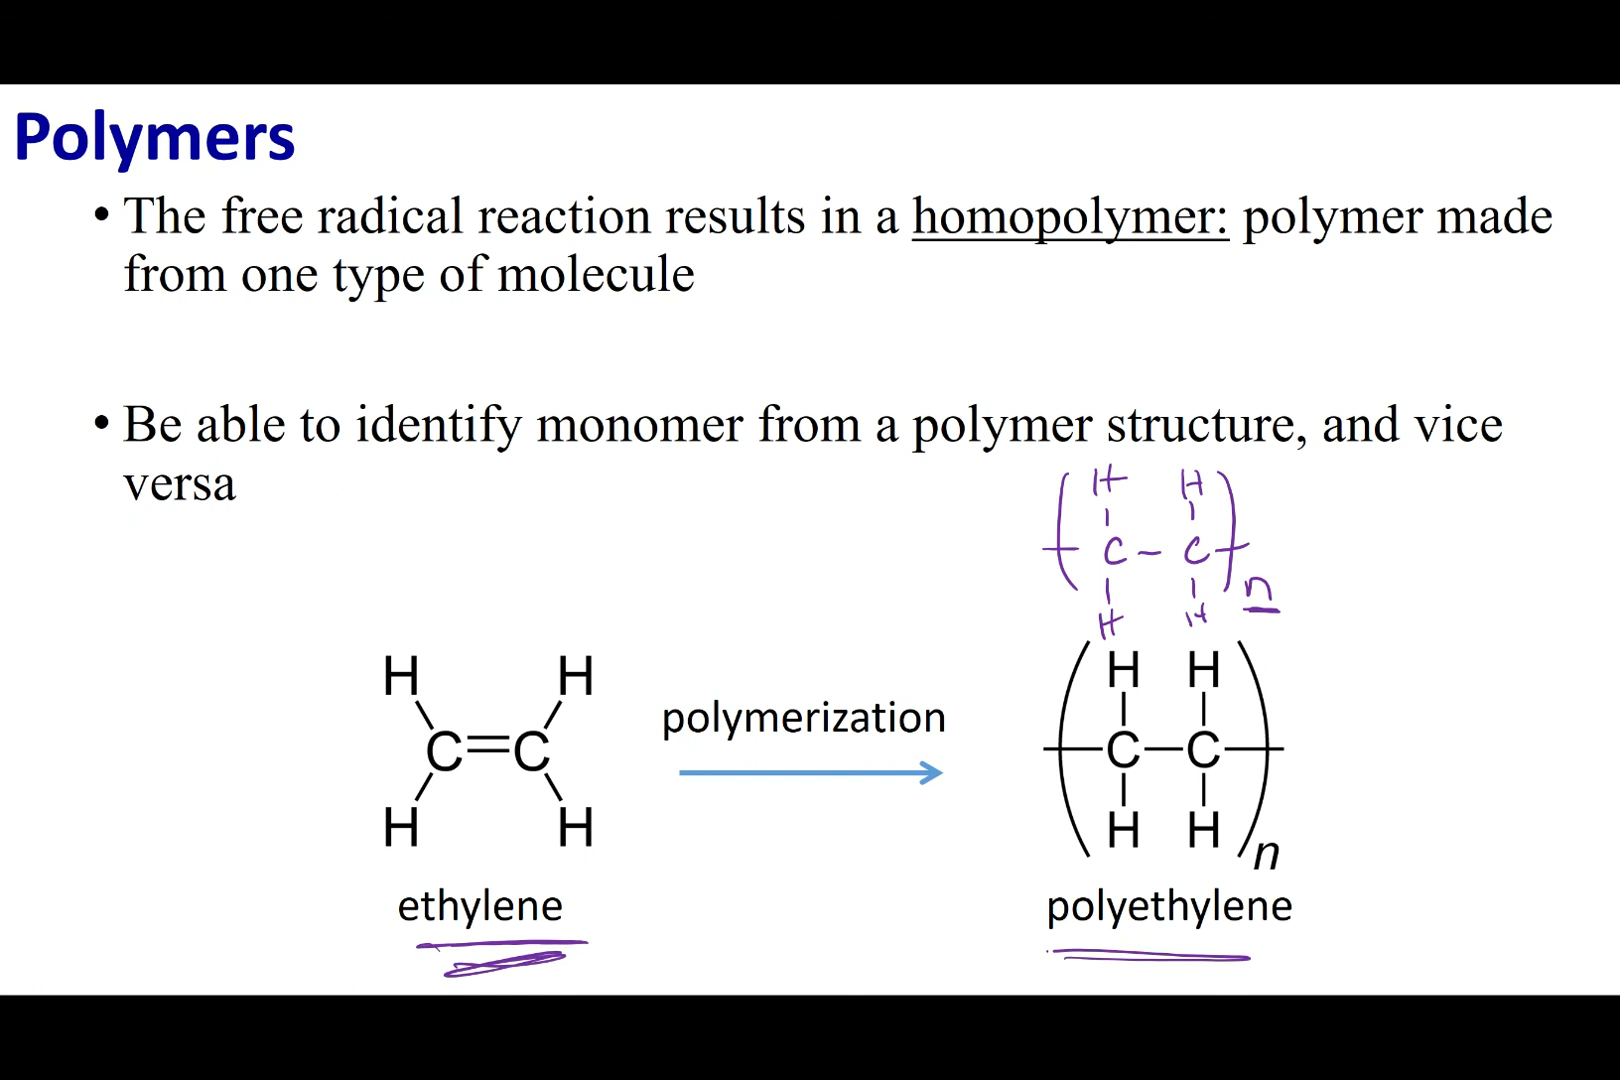 Polymers
• The free radical reaction results in a homopolymer: polymer made
from one type of molecule
• Be able to identify monomer from a polymer structure, and vice
versa
H H
C – C
n
H H
H H
H H
C=C
polymerization
C—C
H H
H H
n
ethylene
polyethylene